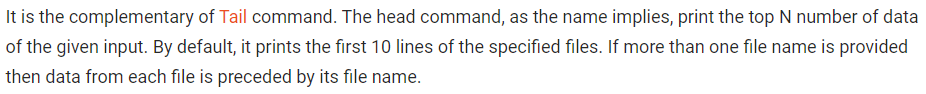 It is the complementary of Tail command. The head command, as the name implies, print the top N number of data
of the given input. By default, it prints the first 10 lines of the specified files. If more than one file name is provided
then data from each file is preceded by its file name.